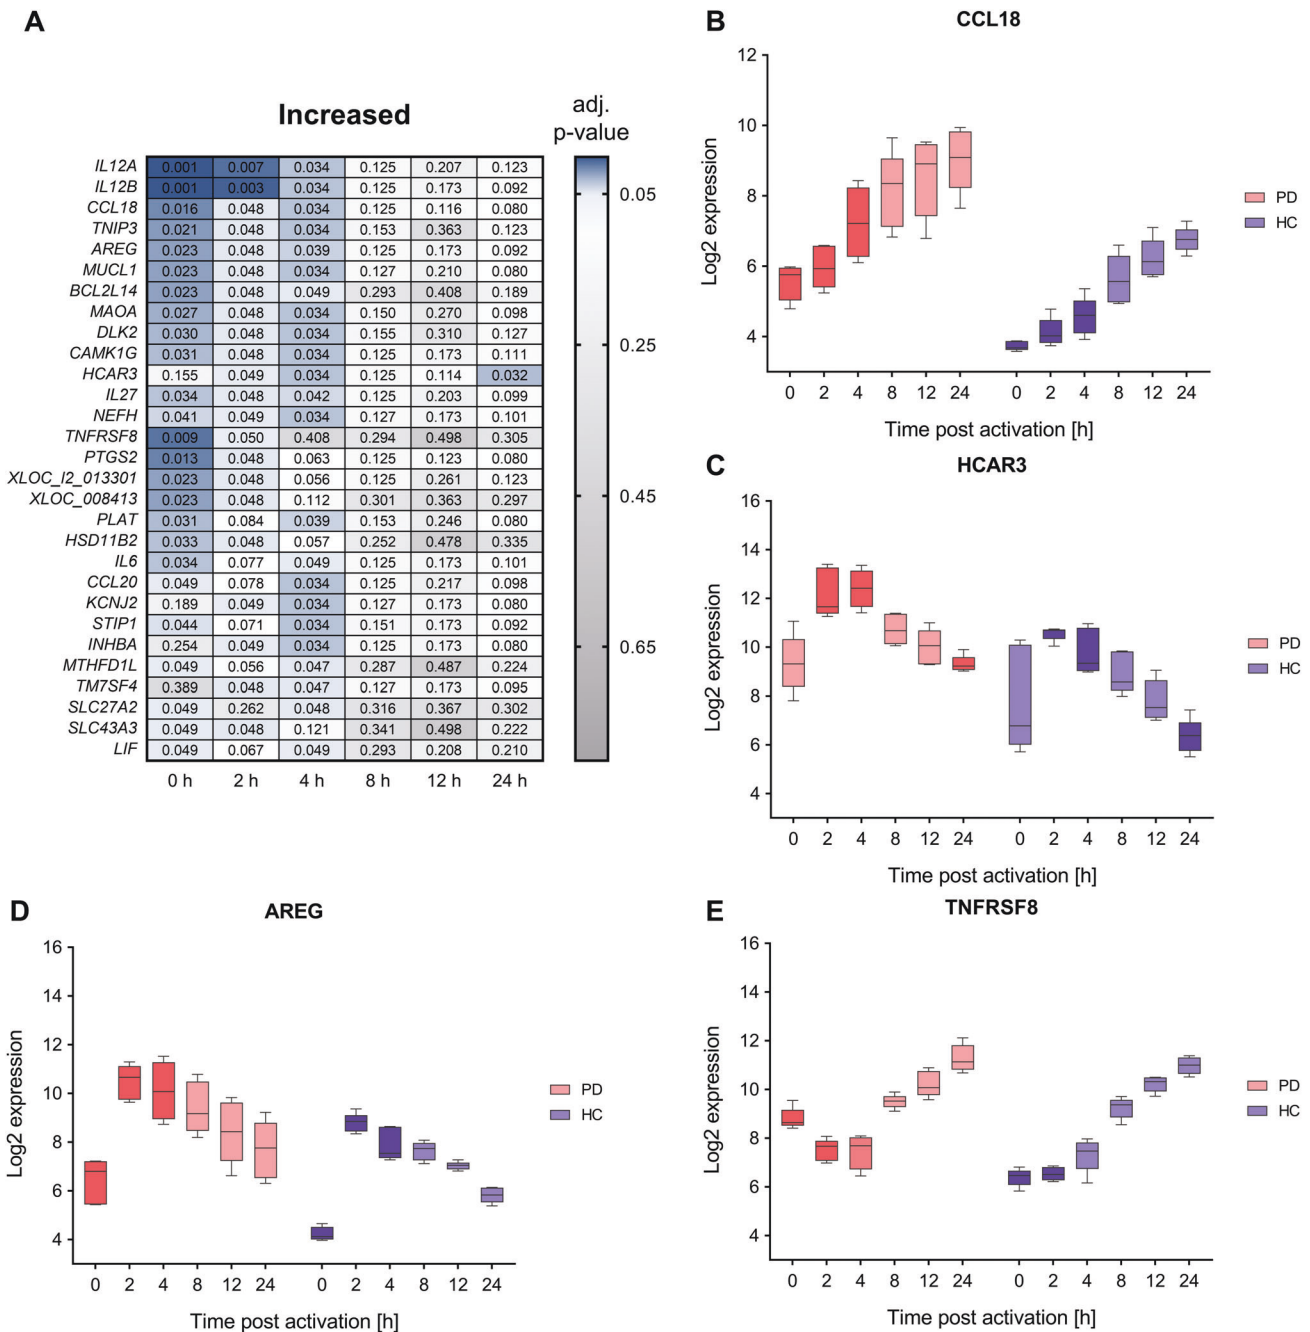 A
Increased
adj.
p-value
IL12A 0.001 0.007 0.034 0.125 0.207 0.123
IL12B 0.001 0.003 0.034 0.125 0.173 0.092
CCL18 0.016 0.048 0.034 0.125 0.116 0.080
TNIP3 0.021 0.048 0.034 0.153 0.363 0.123
AREG 0.023 0.048 0.039 0.125 0.173 0.092
MUCL1 0.023 0.048 0.034 0.127 0.210 0.080
BCL2L14 0.023 0.048 0.049 0.293 0.408 0.189
MAOA 0.027 0.048 0.034 0.150 0.270 0.098
DLK2 0.030 0.048 0.034 0.155 0.310 0.127
CAMK1G 0.031 0.048 0.034 0.125 0.173 0.111
HCAR3 0.155 0.049 0.034 0.125 0.114 0.032
IL27 0.034 0.048 0.042 0.125 0.203 0.099
NEFH 0.041 0.049 0.034 0.127 0.173 0.101
TNFRSF8 0.009 0.050 0.408 0.294 0.498 0.305
PTGS2 0.013 0.048 0.063 0.125 0.123 0.080
XLOC_I2_013301 0.023 0.048 0.056 0.125 0.261 0.123
XLOC_008413 0.023 0.048 0.112 0.301 0.363 0.297
PLAT 0.031 0.084 0.039 0.153 0.246 0.080
HSD11B2 0.033 0.048 0.057 0.252 0.478 0.335
IL6 0.034 0.077 0.049 0.125 0.173 0.101
CCL20 0.049 0.078 0.034 0.125 0.217 0.098
KCNJ2 0.189 0.049 0.034 0.127 0.173 0.080
STIP1 0.044 0.071 0.034 0.151 0.173 0.092
INHBA 0.254 0.049 0.034 0.125 0.173 0.080
MTHFD1L 0.049 0.056 0.047 0.287 0.487 0.224
TM7SF4 0.389 0.048 0.047 0.127 0.173 0.095
SLC27A2 0.049 0.262 0.048 0.316 0.367 0.302
SLC43A3 0.049 0.048 0.121 0.341 0.498 0.222
LIF 0.049 0.067 0.049 0.293 0.208 0.210
0 h 2 h 4 h 8 h 12 h 24 h
0.05
0.25
0.45
0.65
B
CCL18
Log2 expression
12
10
8
6
4
0 2 4 8 12 24 0 2 4 8 12 24
Time post activation [h]
PD
HC
C
HCAR3
Log2 expression
16
14
12
10
8
6
4
0 2 4 8 12 24 0 2 4 8 12 24
Time post activation [h]
PD
HC
D
AREG
Log2 expression
16
14
12
10
8
6
4
0 2 4 8 12 24 0 2 4 8 12 24
Time post activation [h]
PD
HC
E
TNFRSF8
Log2 expression
16
14
12
10
8
6
4
0 2 4 8 12 24 0 2 4 8 12 24
Time post activation [h]
PD
HC